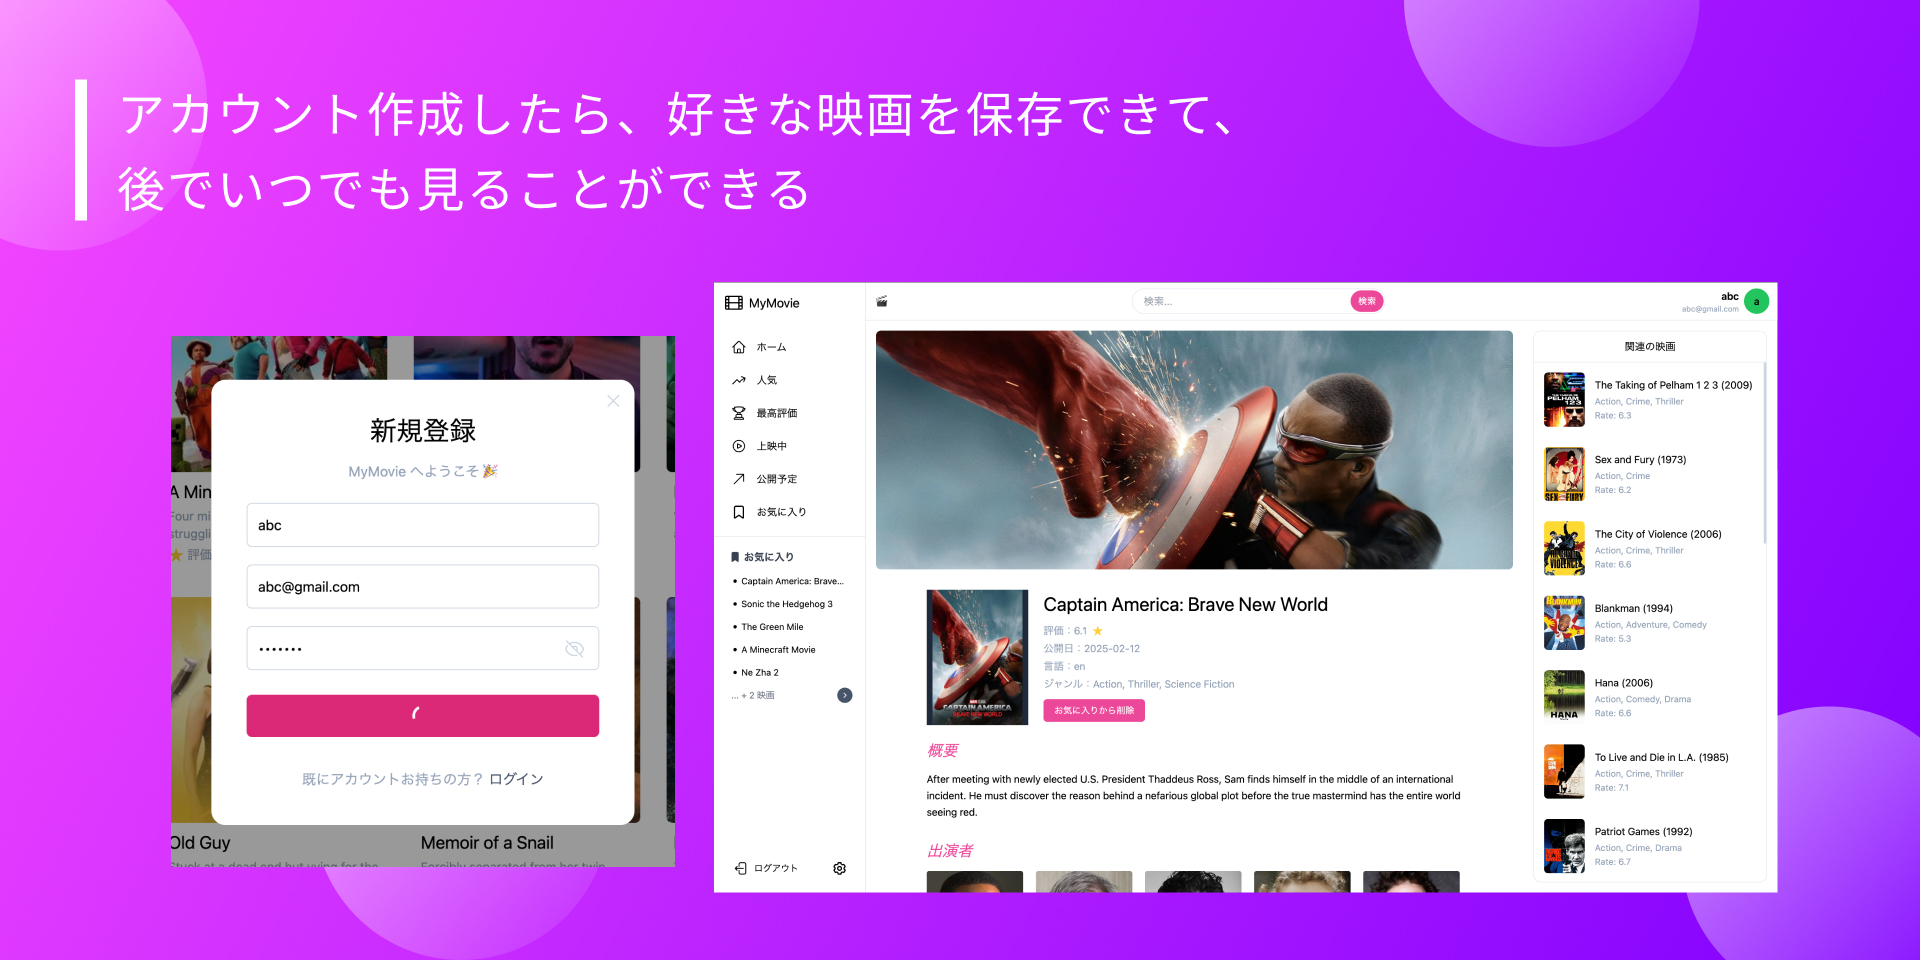 アカウント作成したら、好きな映画を保存できて、
後でいつでも見ることができる
A Min
Four mi
struggli
評価
新規登録
MyMovie へようこそ🎉
abc
abc@gmail.com
•••••••
既にアカウントお持ちの方？ ログイン
Old Guy
Stuck at a dead end but vying for the
Memoir of a Snail
Forcibly separated from her twin
MyMovie
ホーム
人気
最高評価
上映中
公開予定
お気に入り
お気に入り
• Captain America: Brave...
• Sonic the Hedgehog 3
• The Green Mile
• A Minecraft Movie
• Ne Zha 2
... + 2 映画
ログアウト
検索...
検索
abc
abc@gmail.com
a
Captain America: Brave New World
評価：6.1
公開日：2025-02-12
言語：en
ジャンル：Action, Thriller, Science Fiction
お気に入りから削除
CAPTAIN AMERICA
BRAVE NEW WORLD
概要
After meeting with newly elected U.S. President Thaddeus Ross, Sam finds himself in the middle of an international
incident. He must discover the reason behind a nefarious global plot before the true mastermind has the entire world
seeing red.
出演者
関連の映画
PELHAM
123
The Taking of Pelham 1 2 3 (2009)
Action, Crime, Thriller
Rate: 6.3
SEX and FURY
Sex and Fury (1973)
Action, Crime
Rate: 6.2
VIOLENCE
The City of Violence (2006)
Action, Crime, Thriller
Rate: 6.6
BLANKMAN
Blankman (1994)
Action, Adventure, Comedy
Rate: 5.3
HANA
Hana (2006)
Action, Comedy, Drama
Rate: 6.6
To Live and Die in L.A. (1985)
Action, Crime, Thriller
Rate: 7.1
Patriot Games (1992)
Action, Crime, Drama
Rate: 6.7